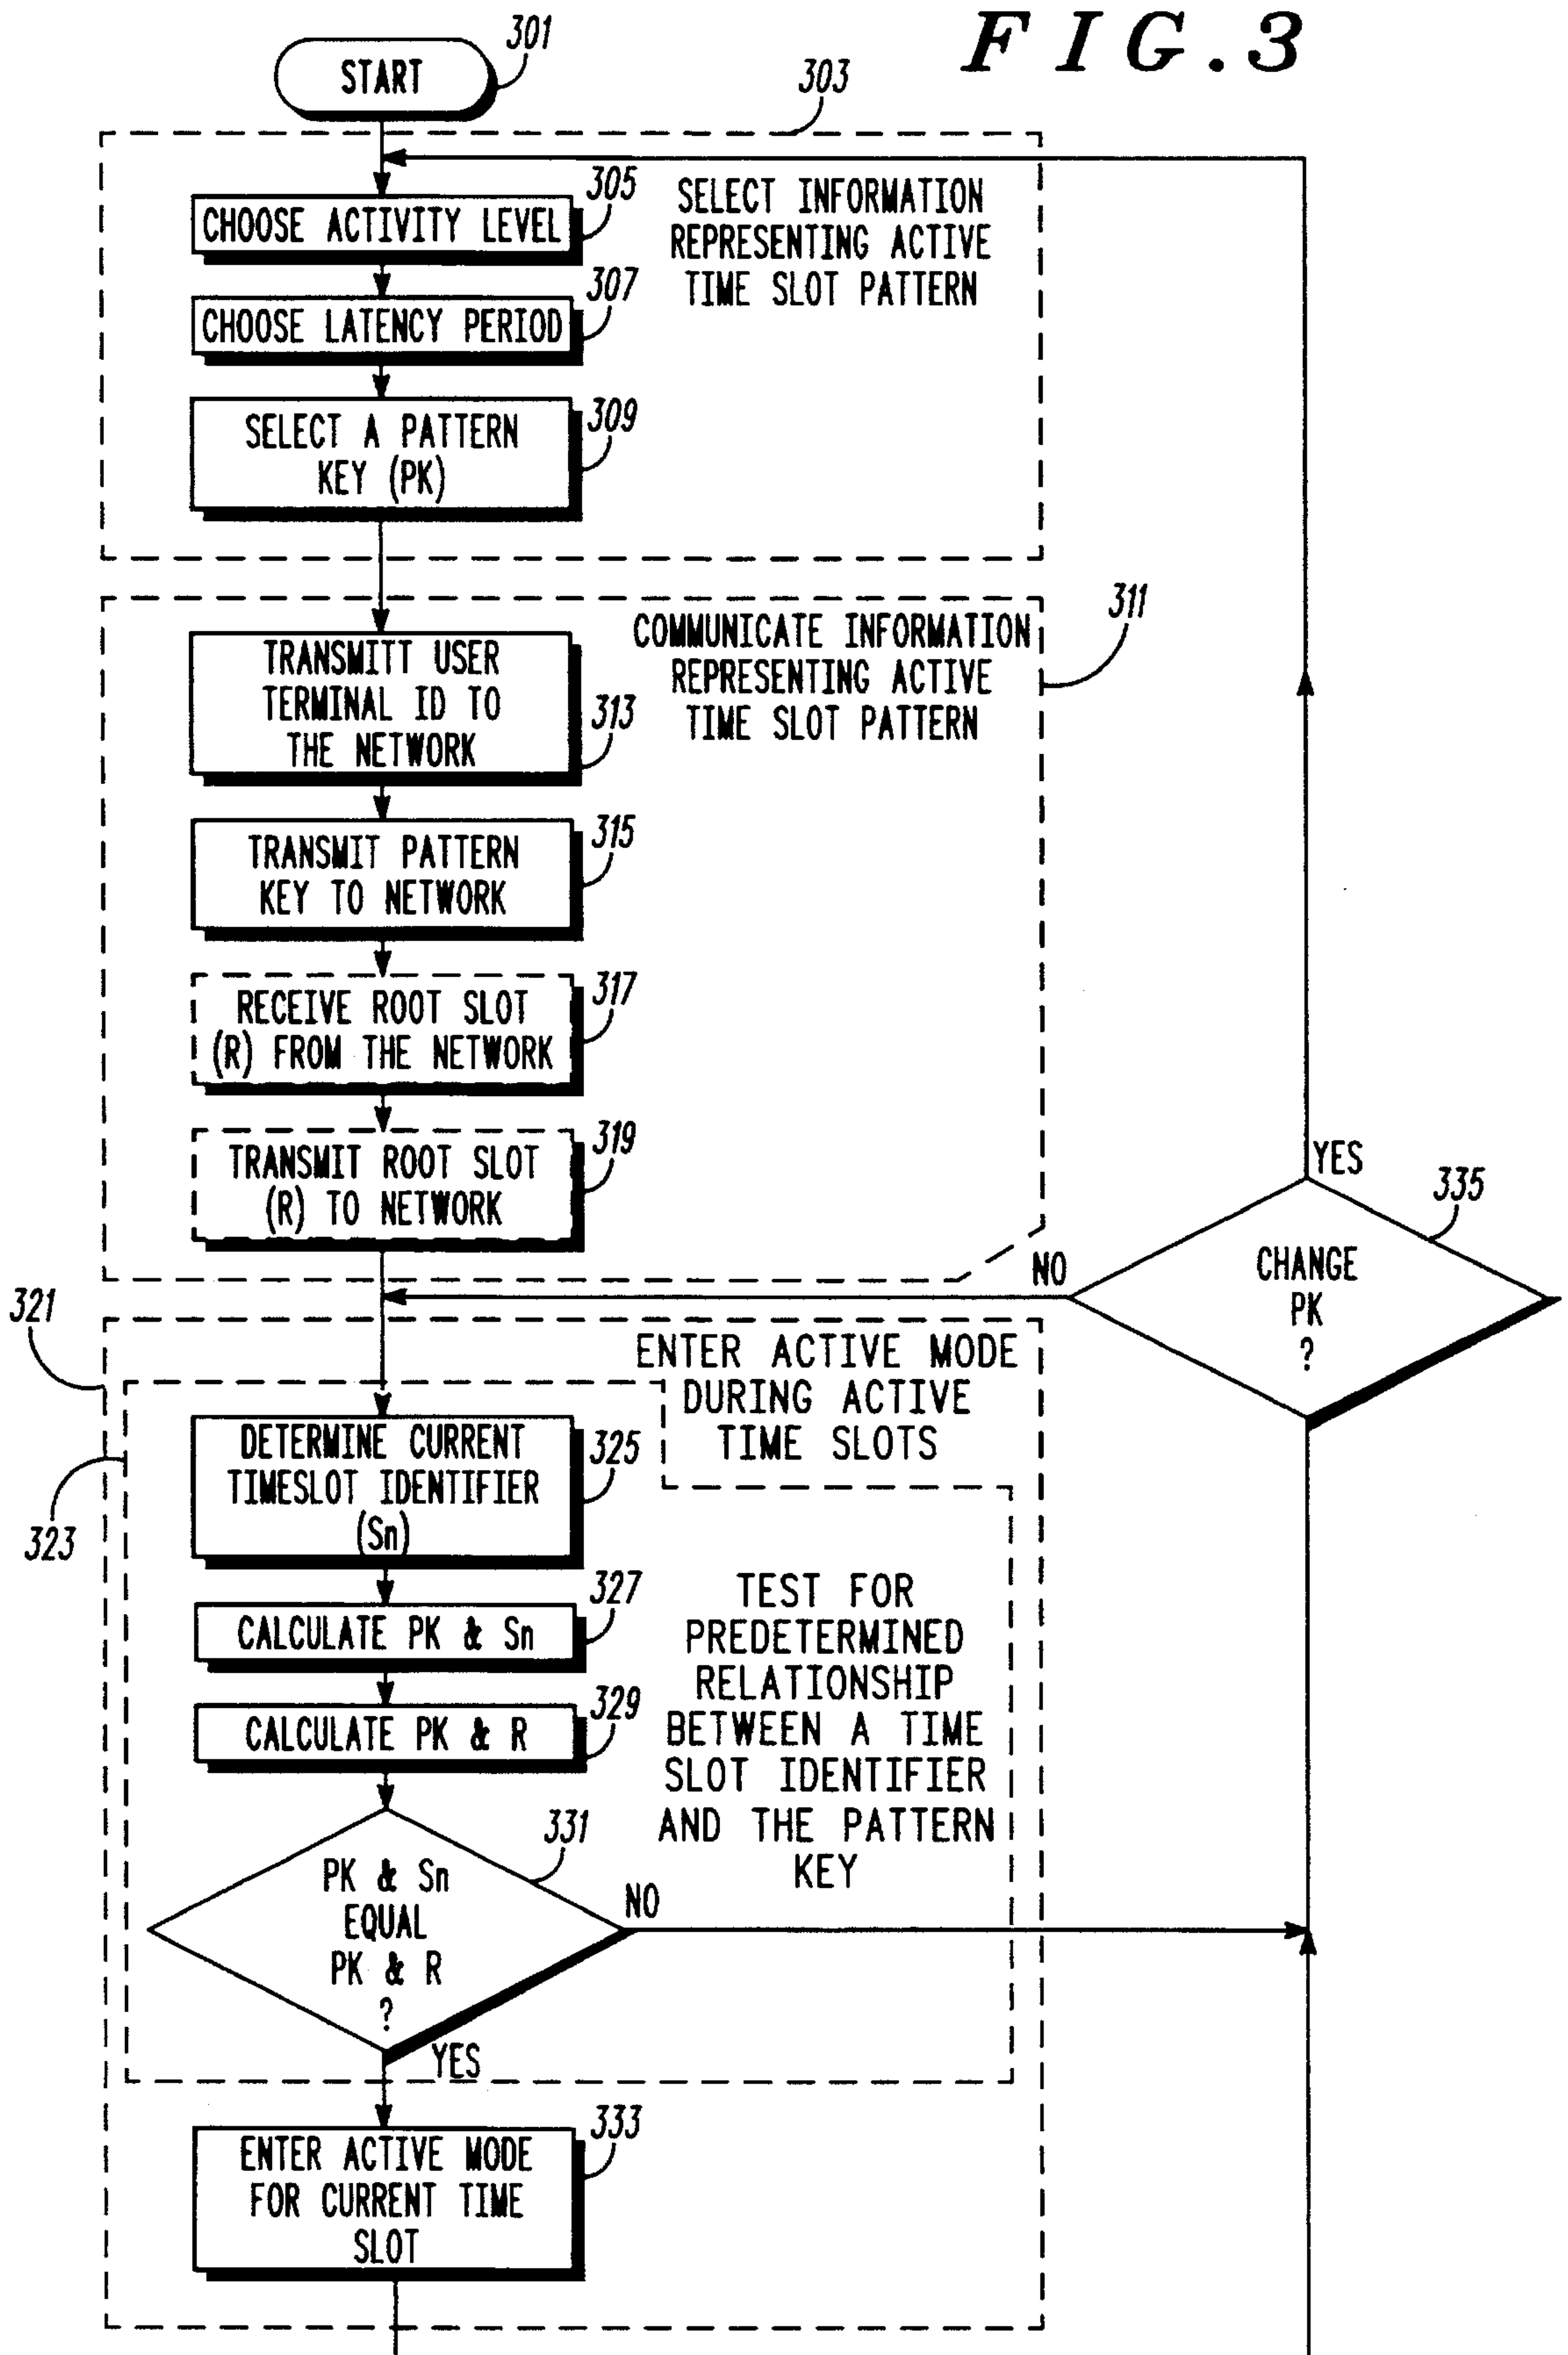 FIG.3
301
START
303
305
CHOOSE ACTIVITY LEVEL
SELECT INFORMATION
REPRESENTING ACTIVE
TIME SLOT PATTERN
307
CHOOSE LATENCY PERIOD
309
SELECT A PATTERN
KEY (PK)
311
COMMUNICATE INFORMATION
REPRESENTING ACTIVE
TIME SLOT PATTERN
TRANSMITT USER
TERMINAL ID TO
THE NETWORK
313
315
TRANSMIT PATTERN
KEY TO NETWORK
317
RECEIVE ROOT SLOT
(R) FROM THE NETWORK
319
TRANSMIT ROOT SLOT
(R) TO NETWORK
YES
335
NO
CHANGE
PK
?
321
ENTER ACTIVE MODE
DURING ACTIVE
TIME SLOTS
323
DETERMINE CURRENT
TIMESLOT IDENTIFIER
(Sn)
325
327
CALCULATE PK & Sn
329
CALCULATE PK & R
TEST FOR
PREDETERMINED
RELATIONSHIP
BETWEEN A TIME
SLOT IDENTIFIER
AND THE PATTERN
KEY
331
PK & Sn
EQUAL
PK & R
?
NO
YES
333
ENTER ACTIVE MODE
FOR CURRENT TIME
SLOT